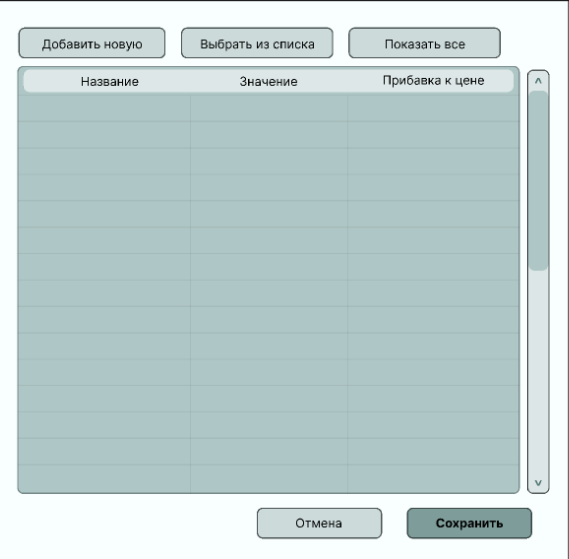 Добавить новую Выбрать из списка Показать все
Название Значение Прибавка к цене
Отмена Сохранить